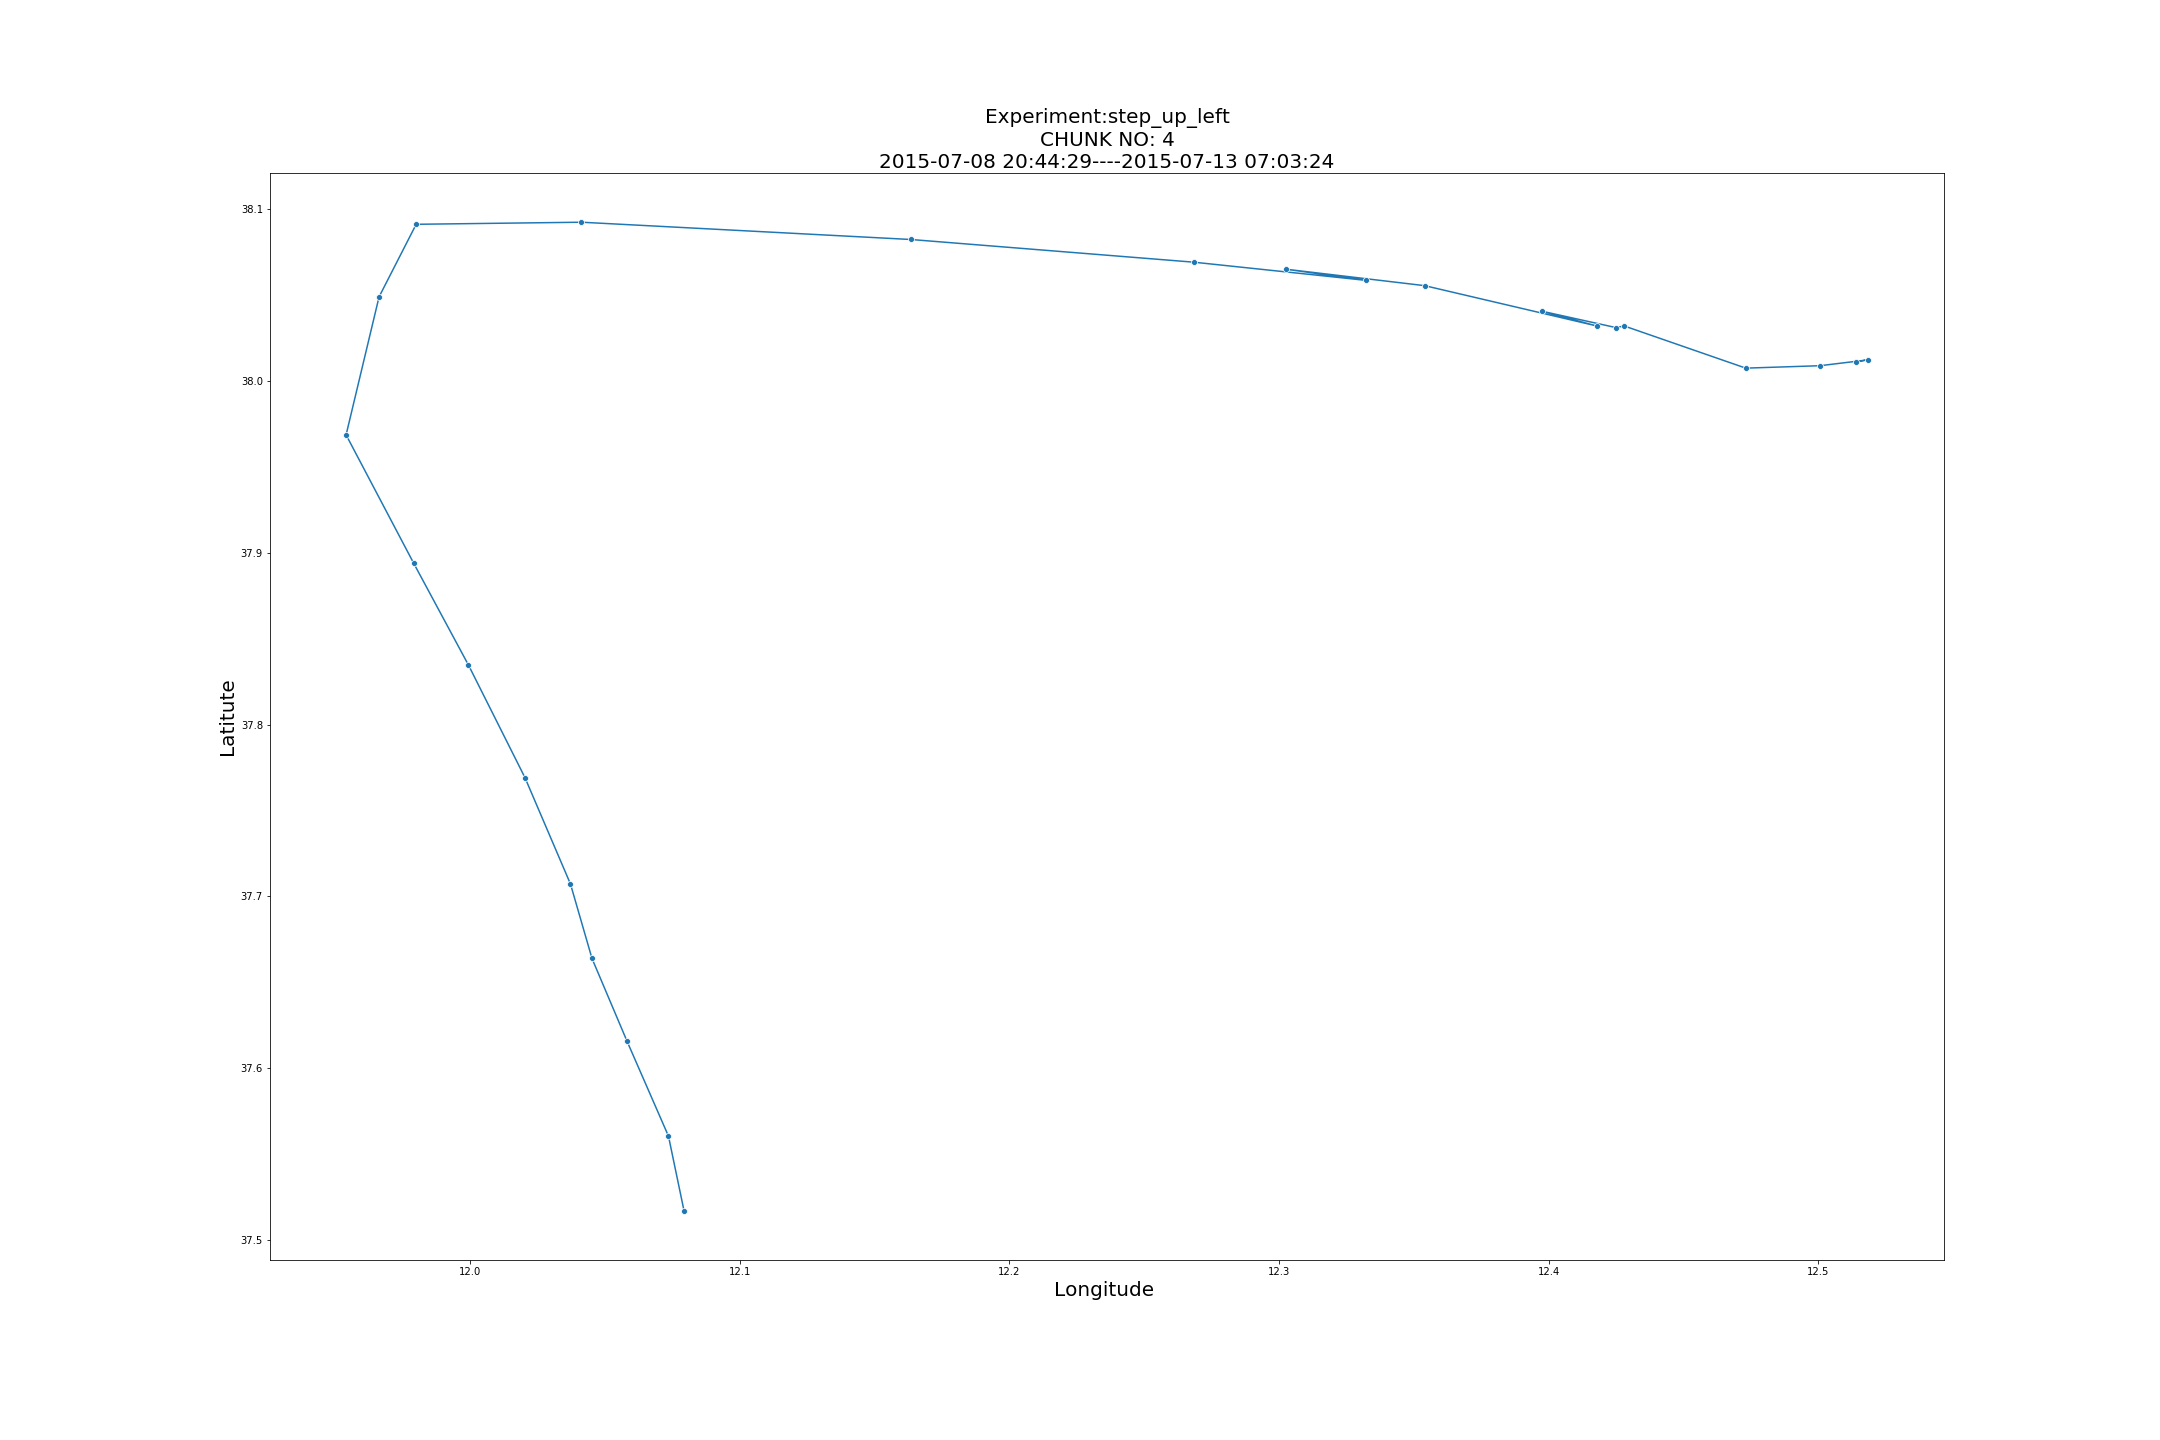 Experiment:step_up_left
CHUNK NO: 4
2015-07-08 20:44:29----2015-07-13 07:03:24
38.1
38.0
37.9
37.8
37.7
37.6
37.5
Latitute
12.0 12.1 12.2 12.3 12.4 12.5
Longitude